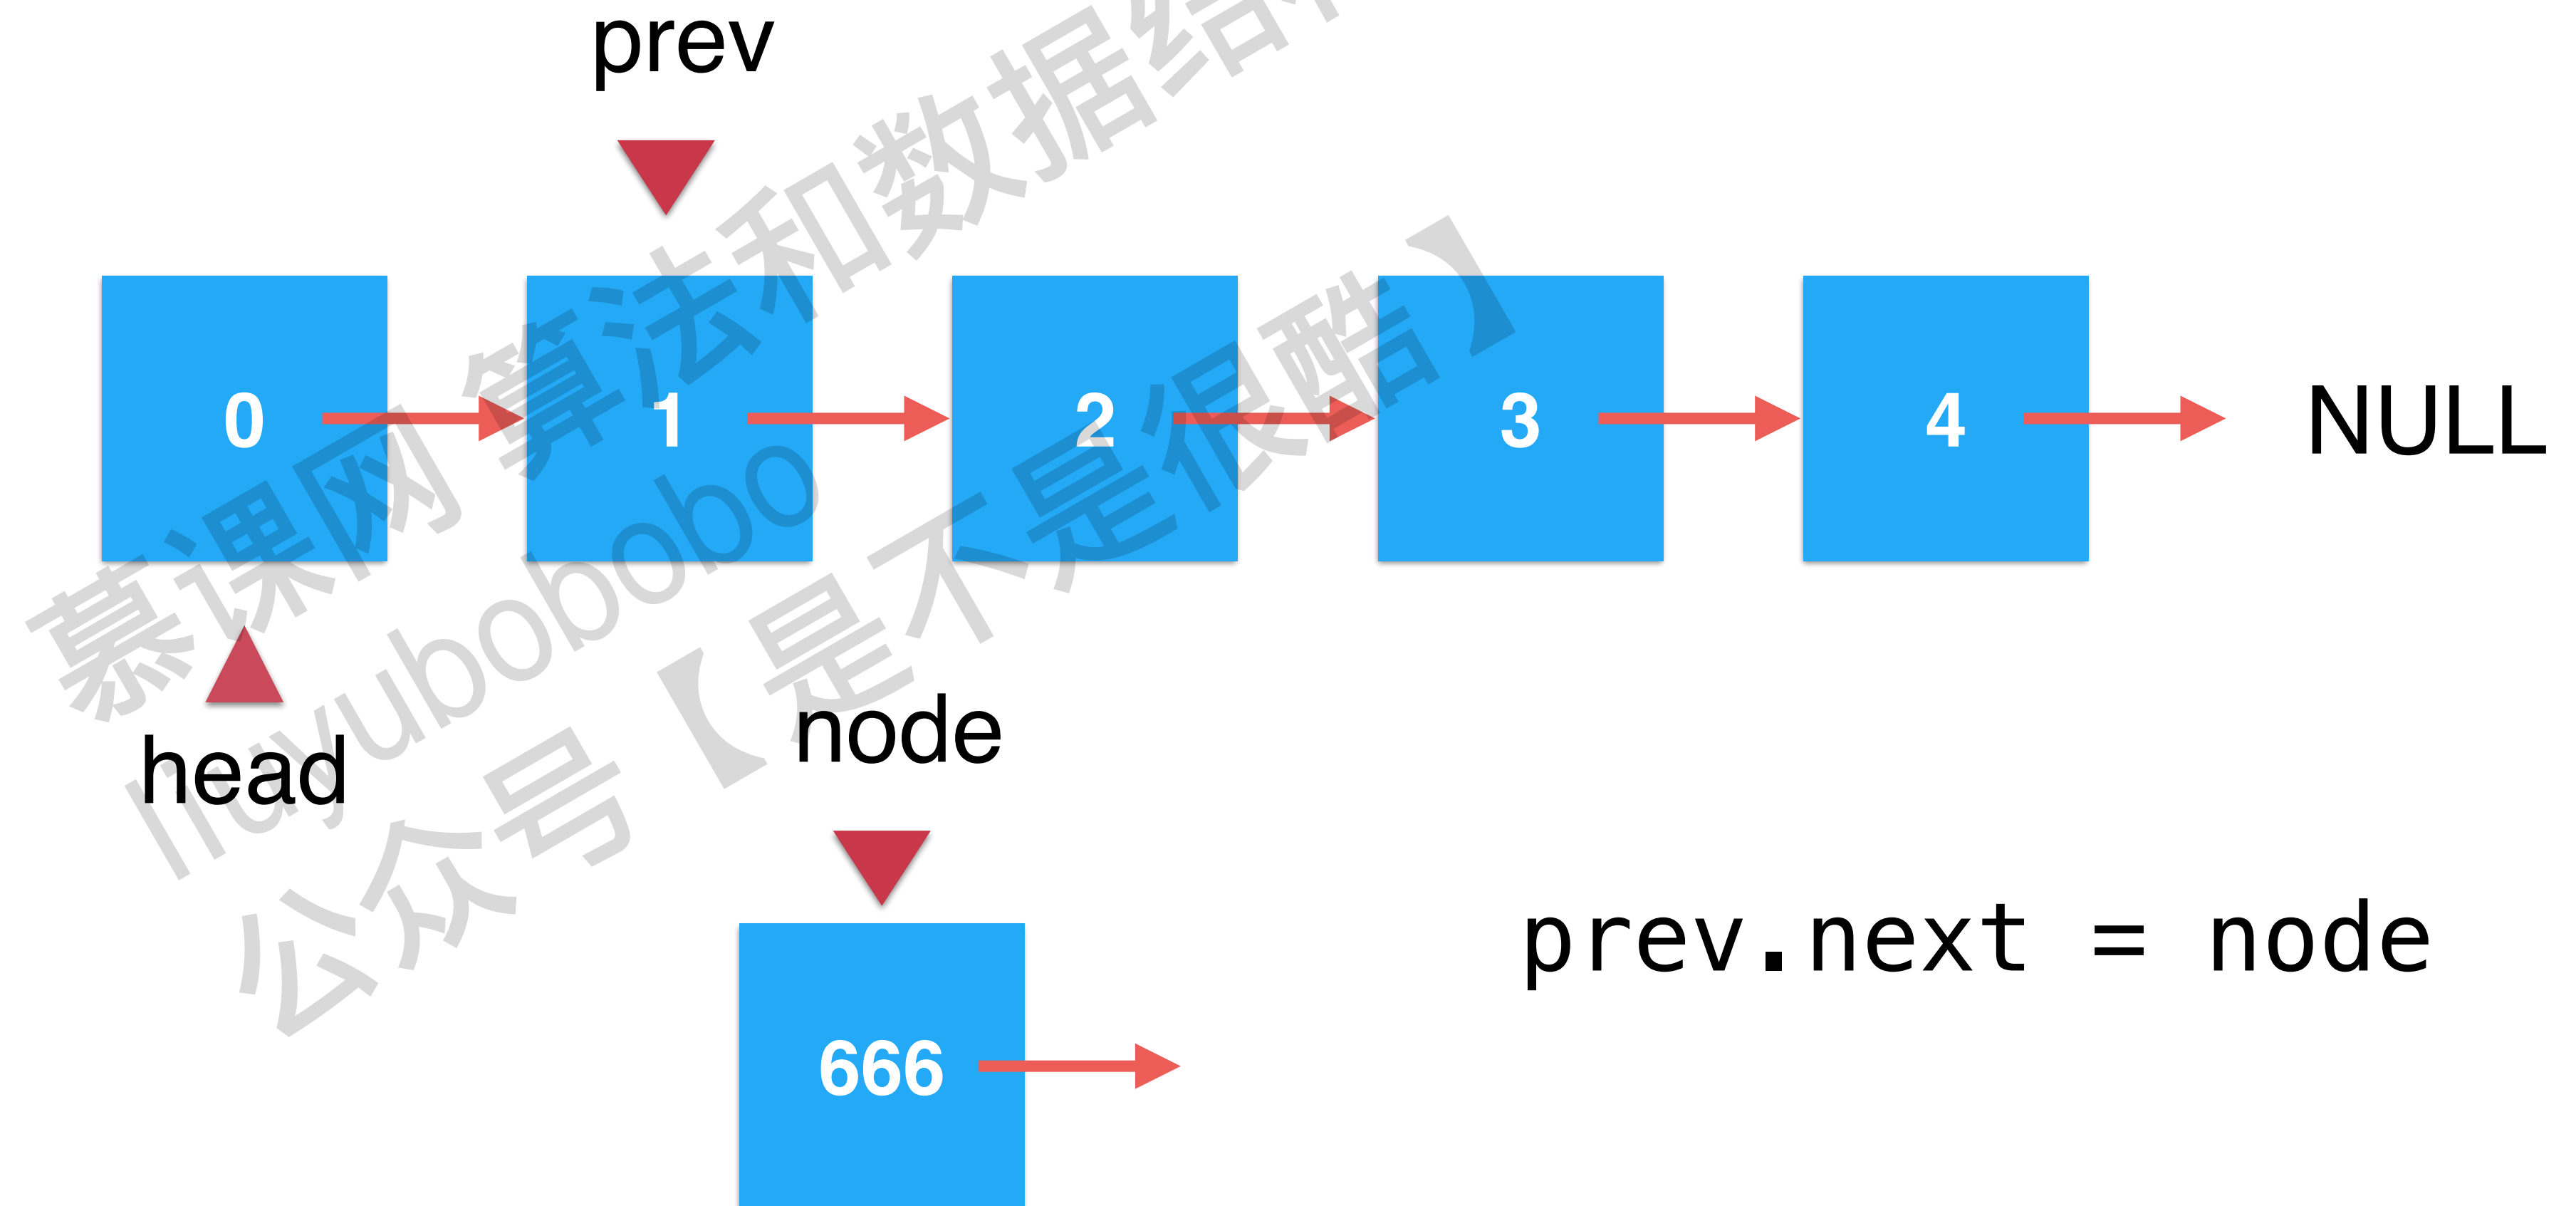 prev
0 1 2 3 4 NULL
head
node
666
prev.next = node
慕课网 算法和数据结
liuyubobobo
公众号【是不是很酷】